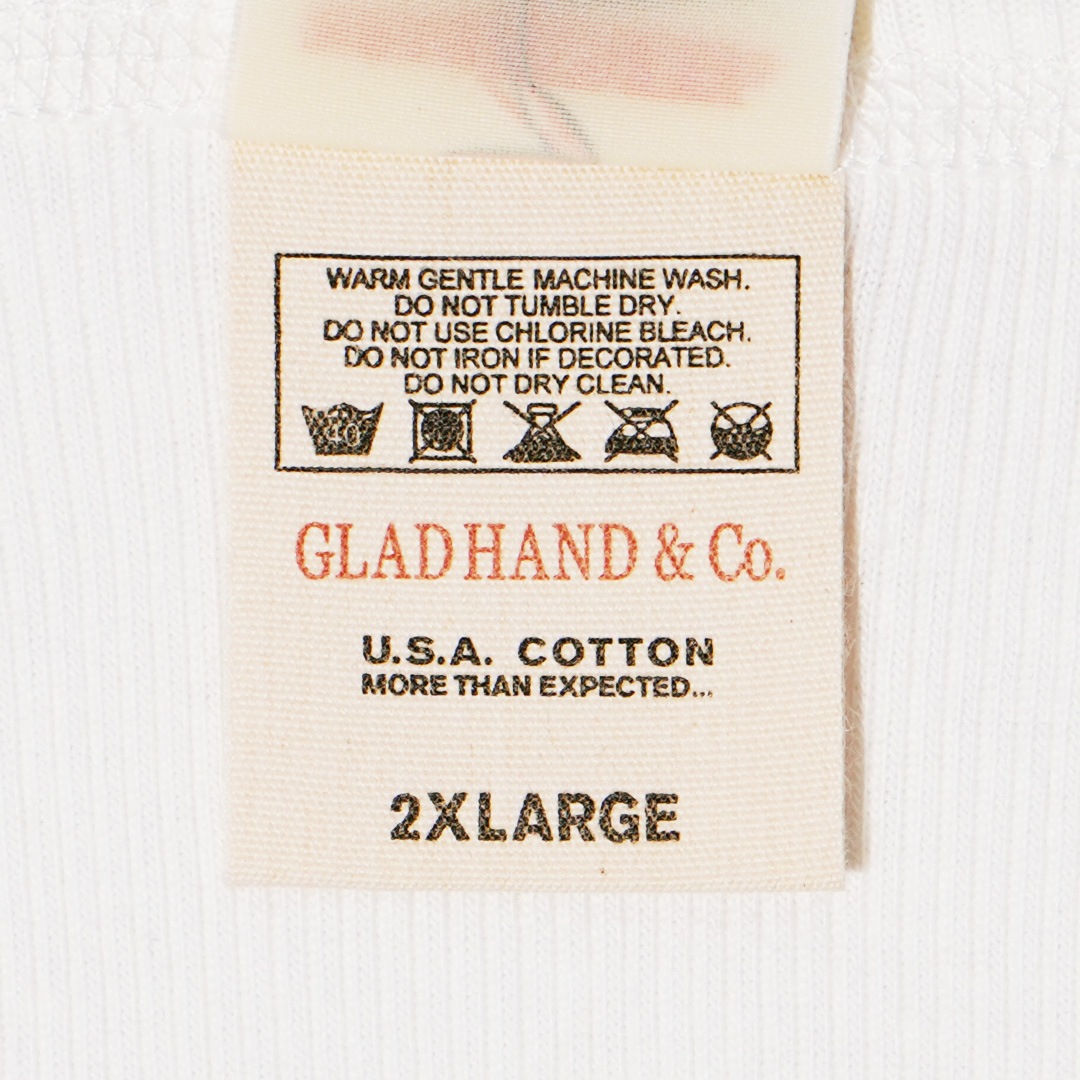 WARM GENTLE MACHINE WASH.
DO NOT TUMBLE DRY.
DO NOT USE CHLORINE BLEACH.
DO NOT IRON IF DECORATED.
DO NOT DRY CLEAN.
40
GLAD HAND & Co.
U.S.A. COTTON
MORE THAN EXPECTED...
2XLARGE